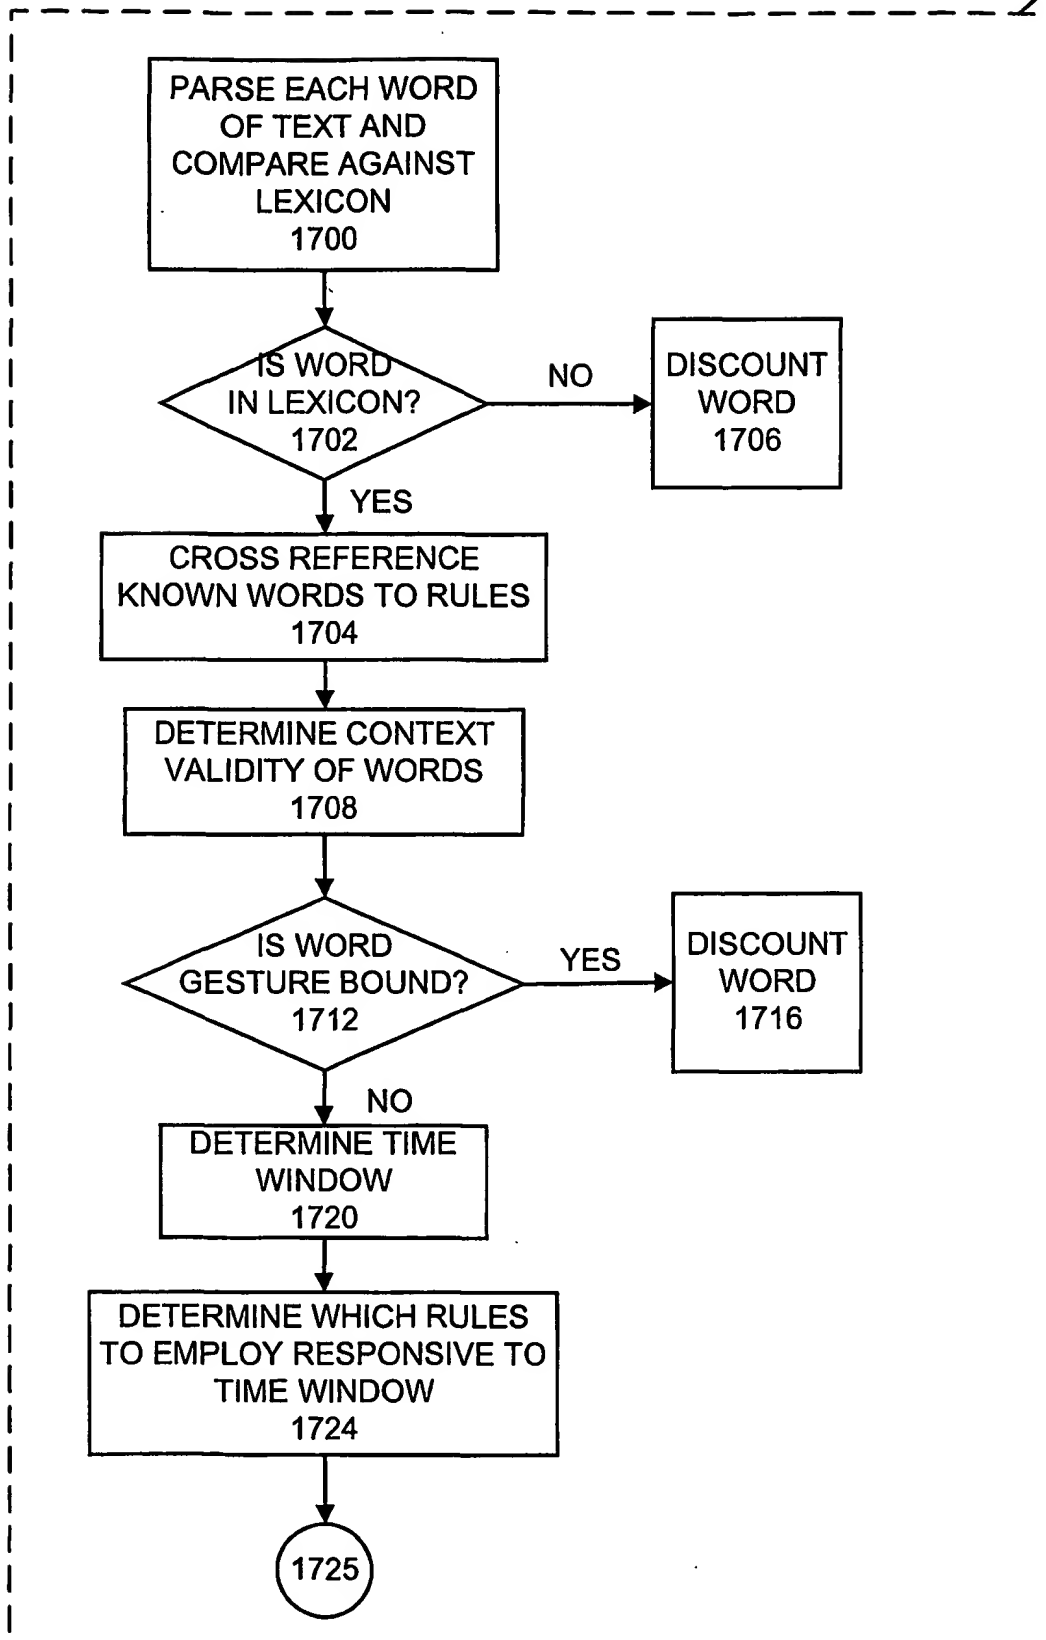 PARSE EACH WORD
OF TEXT AND
COMPARE AGAINST
LEXICON
1700
IS WORD
IN LEXICON?
1702
NO
DISCOUNT
WORD
1706
YES
CROSS REFERENCE
KNOWN WORDS TO RULES
1704
DETERMINE CONTEXT
VALIDITY OF WORDS
1708
IS WORD
GESTURE BOUND?
1712
YES
DISCOUNT
WORD
1716
NO
DETERMINE TIME
WINDOW
1720
DETERMINE WHICH RULES
TO EMPLOY RESPONSIVE TO
TIME WINDOW
1724
1725